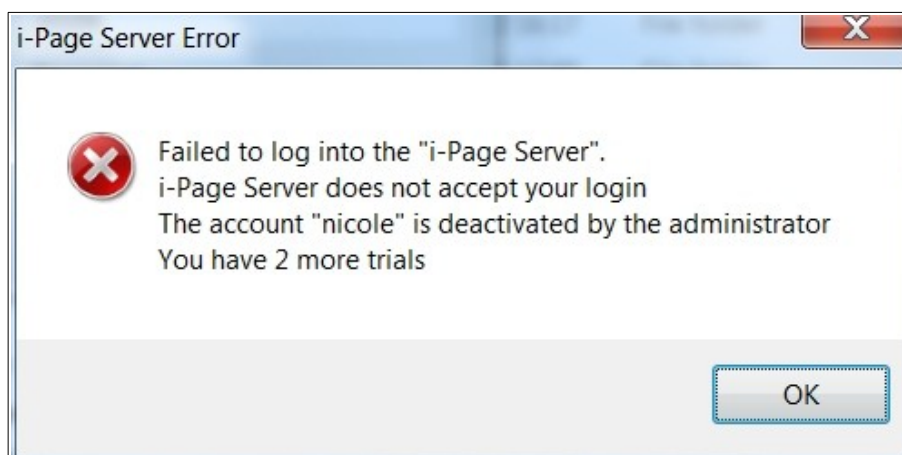 i-Page Server Error
Failed to log into the "i-Page Server".
i-Page Server does not accept your login
The account "nicole" is deactivated by the administrator
You have 2 more trials
OK